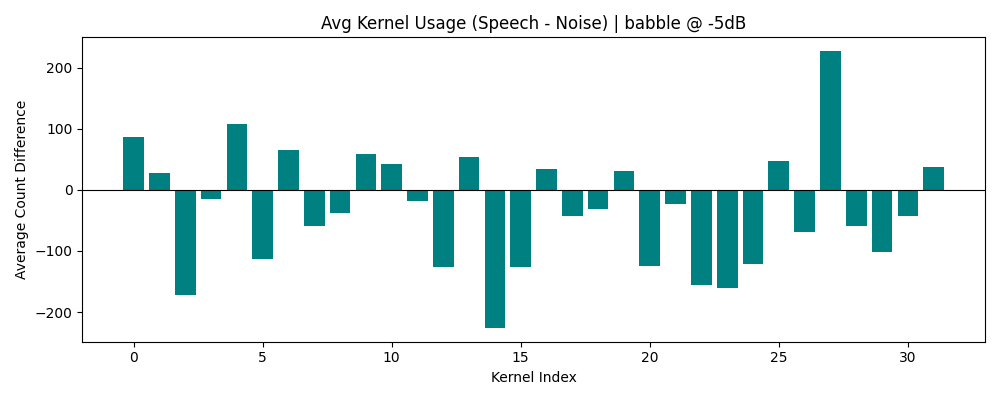 Avg Kernel Usage (Speech - Noise) | babble @ -5dB
Average Count Difference
200
100
0
−100
−200
0 5 10 15 20 25 30
Kernel Index